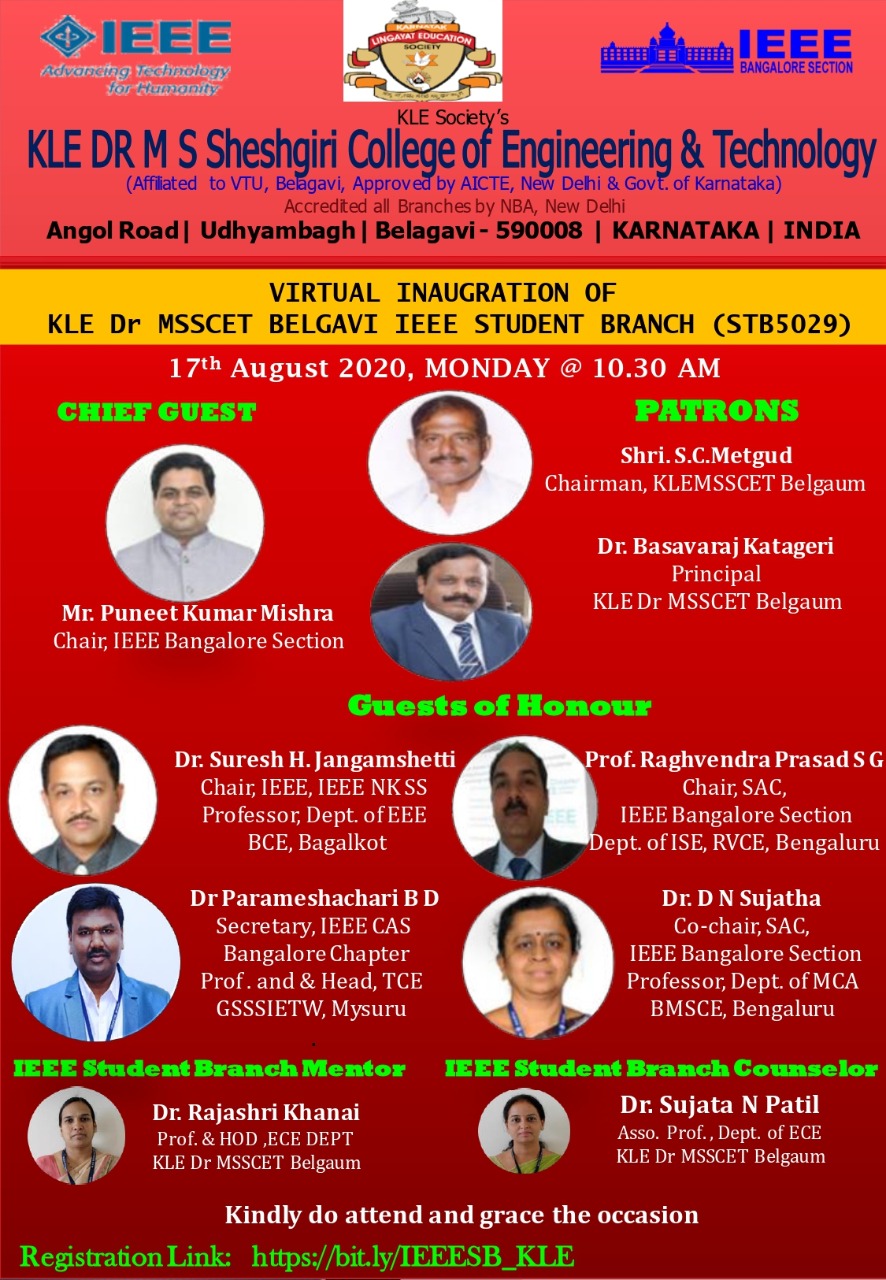 IEEE
Advancing Technology
for Humanity
KARNATAK
LINGAYAT EDUCATION
SOCIETY
IEEE
BANGALORE SECTION
KLE Society's
KLE DR M S Sheshgiri College of Engineering & Technology
(Affiliated to VTU, Belagavi, Approved by AICTE, New Delhi & Govt. of Karnataka)
Accredited all Branches by NBA, New Delhi
Angol Road| Udhyambagh | Belagavi - 590008 | KARNATAKA | INDIA
VIRTUAL INAUGRATION OF
KLE Dr MSSCET BELGAVI IEEE STUDENT BRANCH (STB5029)
17th August 2020, MONDAY @ 10.30 AM
CHIEF GUEST
Mr. Puneet Kumar Mishra
Chair, IEEE Bangalore Section
PATRONS
Shri. S.C.Metgud
Chairman, KLEMSSCET Belgaum
Dr. Basavaraj Katageri
Principal
KLE Dr MSSCET Belgaum
Guests of Honour
Dr. Suresh H. Jangamshetti
Chair, IEEE, IEEE NK SS
Professor, Dept. of EEE
BCE, Bagalkot
Prof. Raghvendra Prasad S G
Chair, SAC,
IEEE Bangalore Section
Dept. of ISE, RVCE, Bengaluru
Dr Parameshachari B D
Secretary, IEEE CAS
Bangalore Chapter
Prof . and & Head, TCE
GSSSIETW, Mysuru
Dr. D N Sujatha
Co-chair, SAC,
IEEE Bangalore Section
Professor, Dept. of MCA
BMSCE, Bengaluru
IEEE Student Branch Mentor
Dr. Rajashri Khanai
Prof. & HOD ,ECE DEPT
KLE Dr MSSCET Belgaum
IEEE Student Branch Counselor
Dr. Sujata N Patil
Asso. Prof. , Dept. of ECE
KLE Dr MSSCET Belgaum
Kindly do attend and grace the occasion
Registration Link: https://bit.ly/IEEESB_KLE